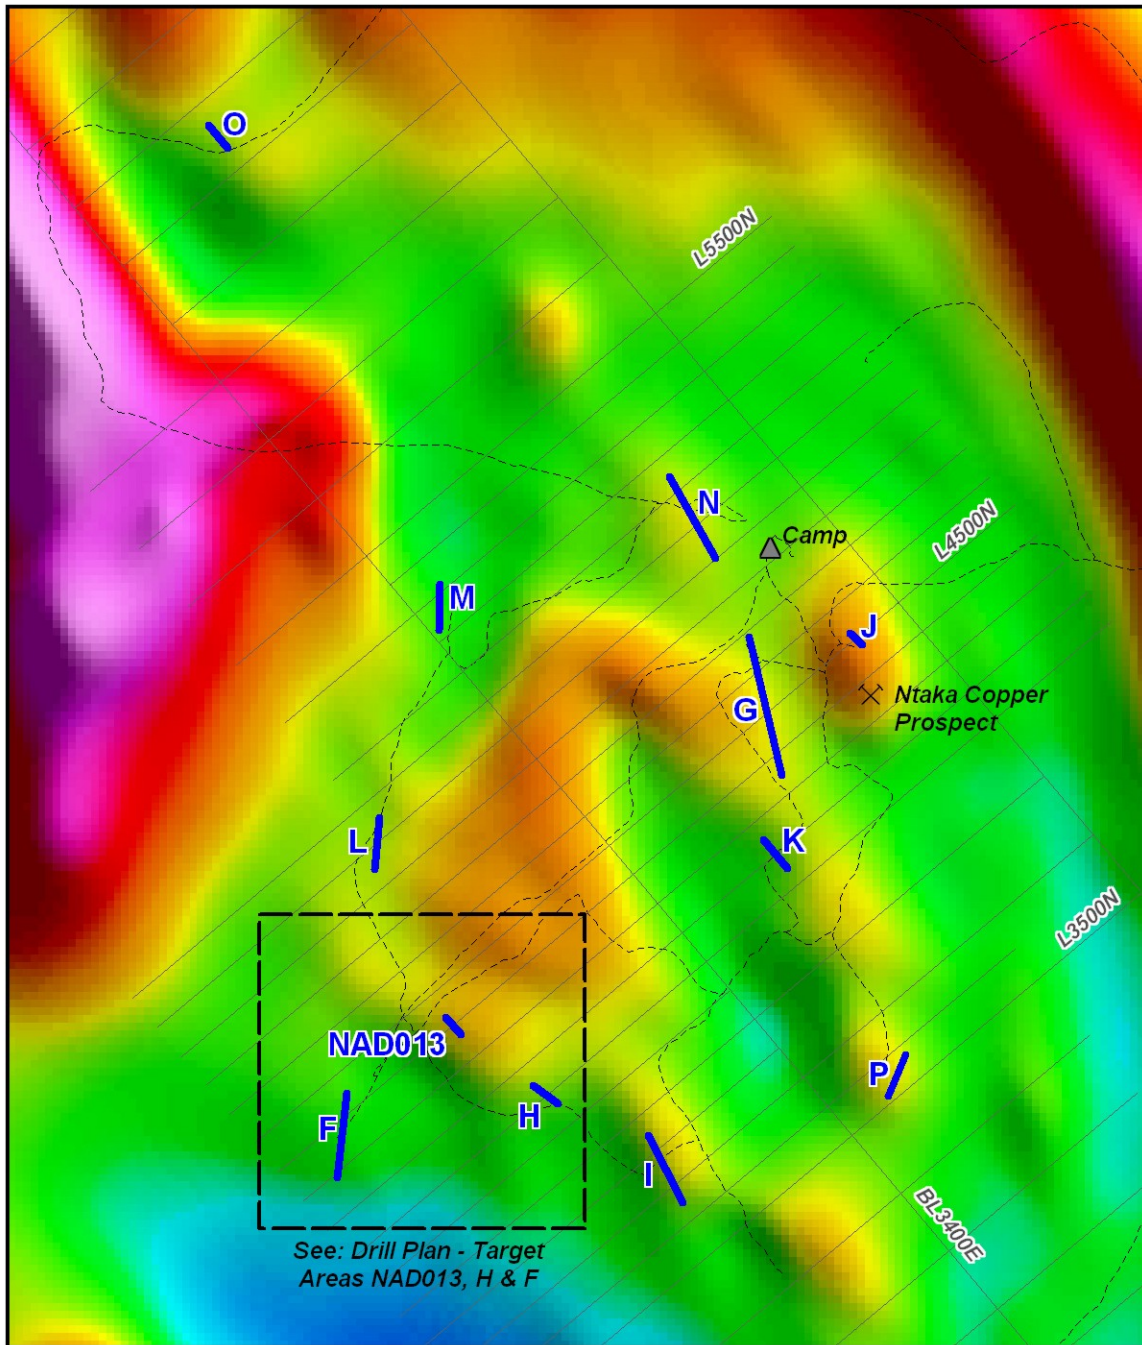 O
L5500N
N
Camp
L4500N
M
J
Ntaka Copper
Prospect
G
L
K
L3500N
NAD013
P
H
F
I
BL3400E
See: Drill Plan - Target
Areas NAD013, H & F